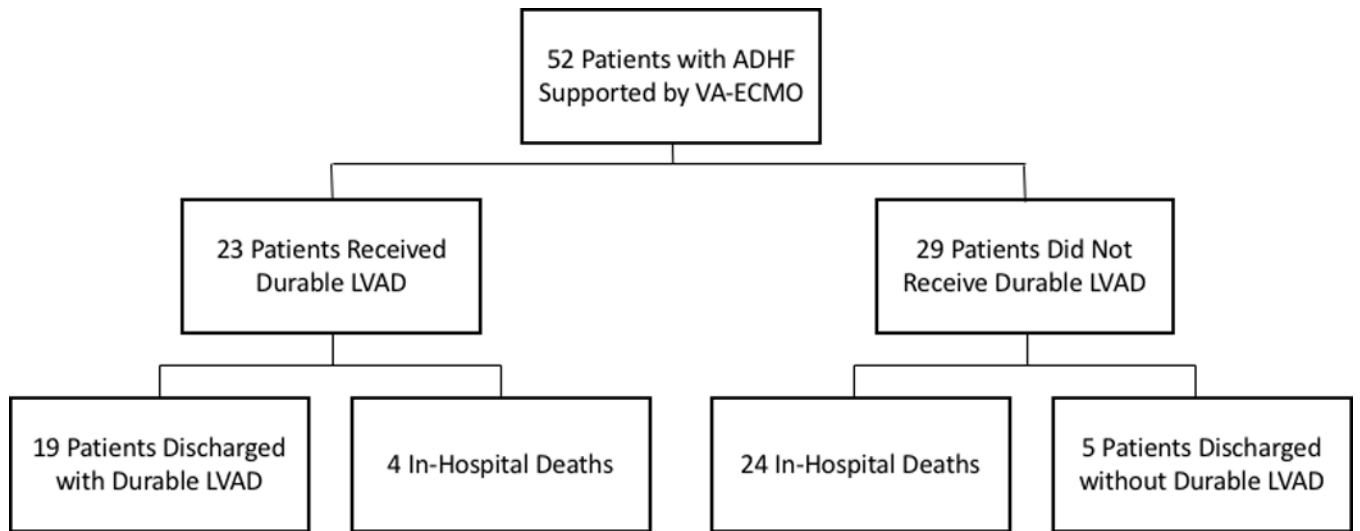 52 Patients with ADHF
Supported by VA-ECMO
23 Patients Received
Durable LVAD
29 Patients Did Not
Receive Durable LVAD
19 Patients Discharged
with Durable LVAD
4 In-Hospital Deaths
24 In-Hospital Deaths
5 Patients Discharged
without Durable LVAD